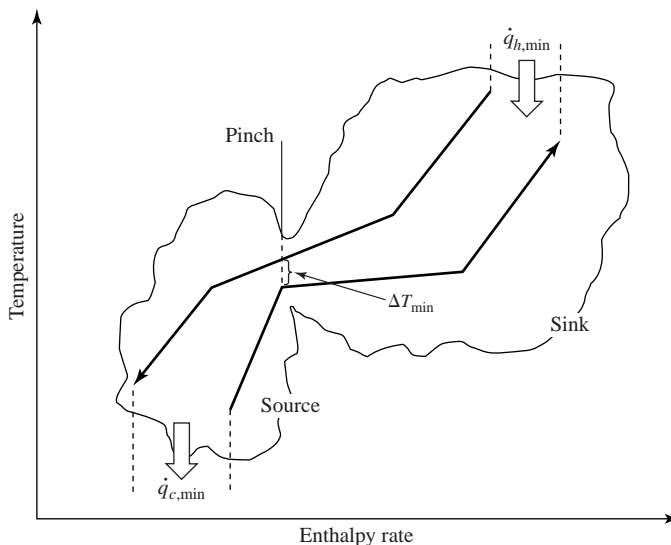 q̇h,min
Pinch
ΔTmin
Sink
Source
q̇c,min
Temperature
Enthalpy rate